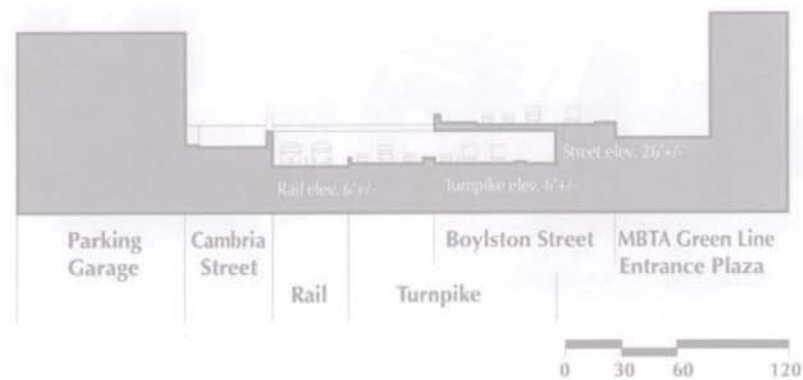 Street elev. 26'+/-
Rail elev. 6'+/-
Turnpike elev. 6'+/-
Parking
Garage
Cambria
Street
Rail
Turnpike
Boylston Street
MBTA Green Line
Entrance Plaza
0 30 60 120